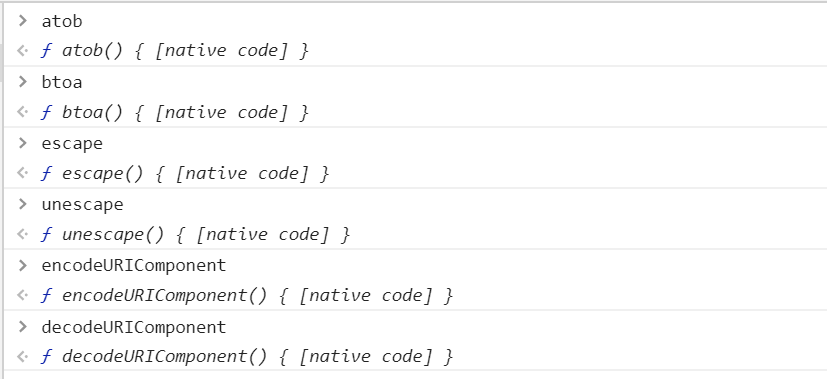 > atob
<· ƒ atob() { [native code] }
> btoa
<· ƒ btoa() { [native code] }
> escape
<· ƒ escape() { [native code] }
> unescape
<· ƒ unescape() { [native code] }
> encodeURIComponent
<· ƒ encodeURIComponent() { [native code] }
> decodeURIComponent
<· ƒ decodeURIComponent() { [native code] }